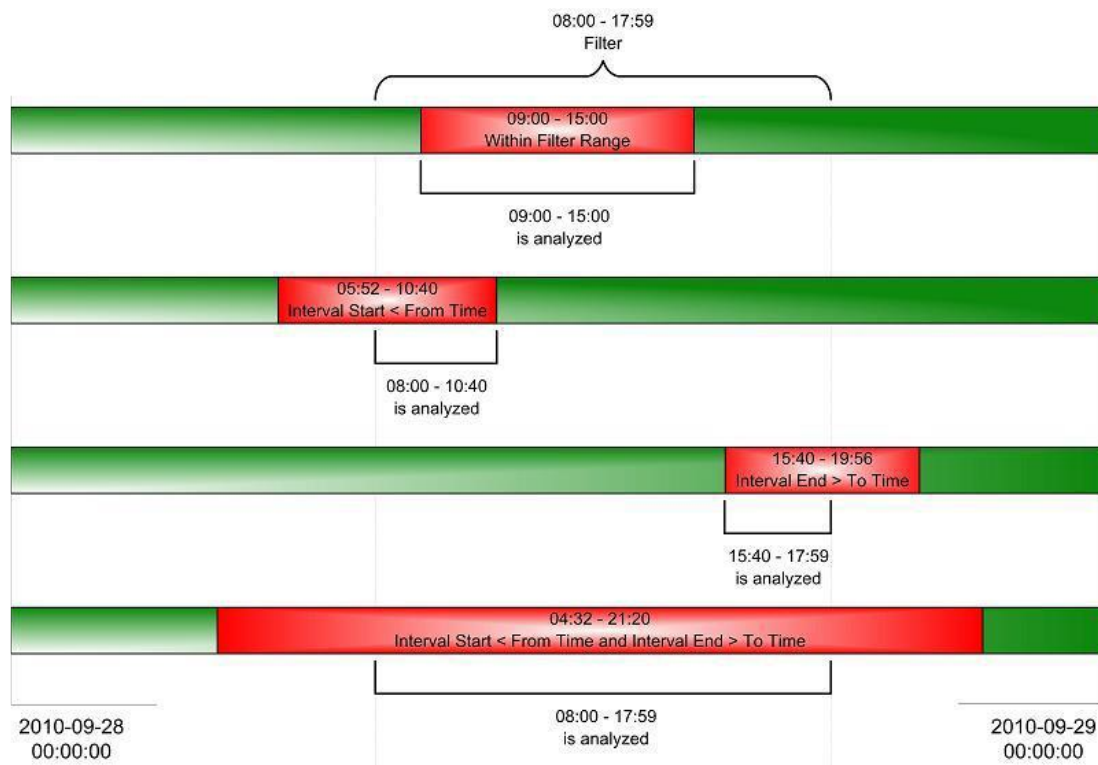 08:00 - 17:59
Filter
09:00 - 15:00
Within Filter Range
09:00 - 15:00
is analyzed
05:52 - 10:40
Interval Start < From Time
08:00 - 10:40
is analyzed
15:40 - 19:56
Interval End > To Time
15:40 - 17:59
is analyzed
04:32 - 21:20
Interval Start < From Time and Interval End > To Time
08:00 - 17:59
is analyzed
2010-09-28
00:00:00
2010-09-29
00:00:00